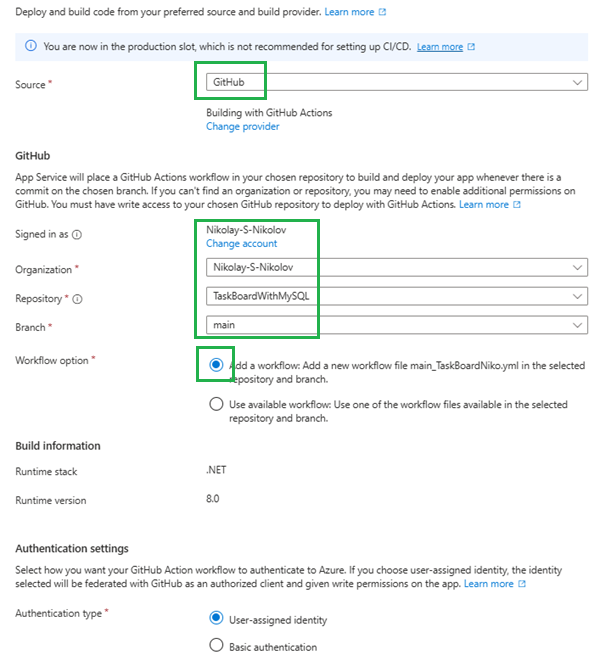 Deploy and build code from your preferred source and build provider. Learn more
You are now in the production slot, which is not recommended for setting up CI/CD. Learn more
Source * GitHub
Building with GitHub Actions
Change provider
GitHub
App Service will place a GitHub Actions workflow in your chosen repository to build and deploy your app whenever there is a
commit on the chosen branch. If you can't find an organization or repository, you may need to enable additional permissions on
GitHub. You must have write access to your chosen GitHub repository to deploy with GitHub Actions. Learn more
Signed in as Nikolay-S-Nikolov
Change account
Organization * Nikolay-S-Nikolov
Repository * TaskBoardWithMySQL
Branch * main
Workflow option * Add a workflow: Add a new workflow file main_TaskBoardNiko.yml in the selected
repository and branch.
Use available workflow: Use one of the workflow files available in the selected
repository and branch.
Build information
Runtime stack .NET
Runtime version 8.0
Authentication settings
Select how you want your GitHub Action workflow to authenticate to Azure. If you choose user-assigned identity, the identity
selected will be federated with GitHub as an authorized client and given write permissions on the app. Learn more
Authentication type * User-assigned identity
Basic authentication